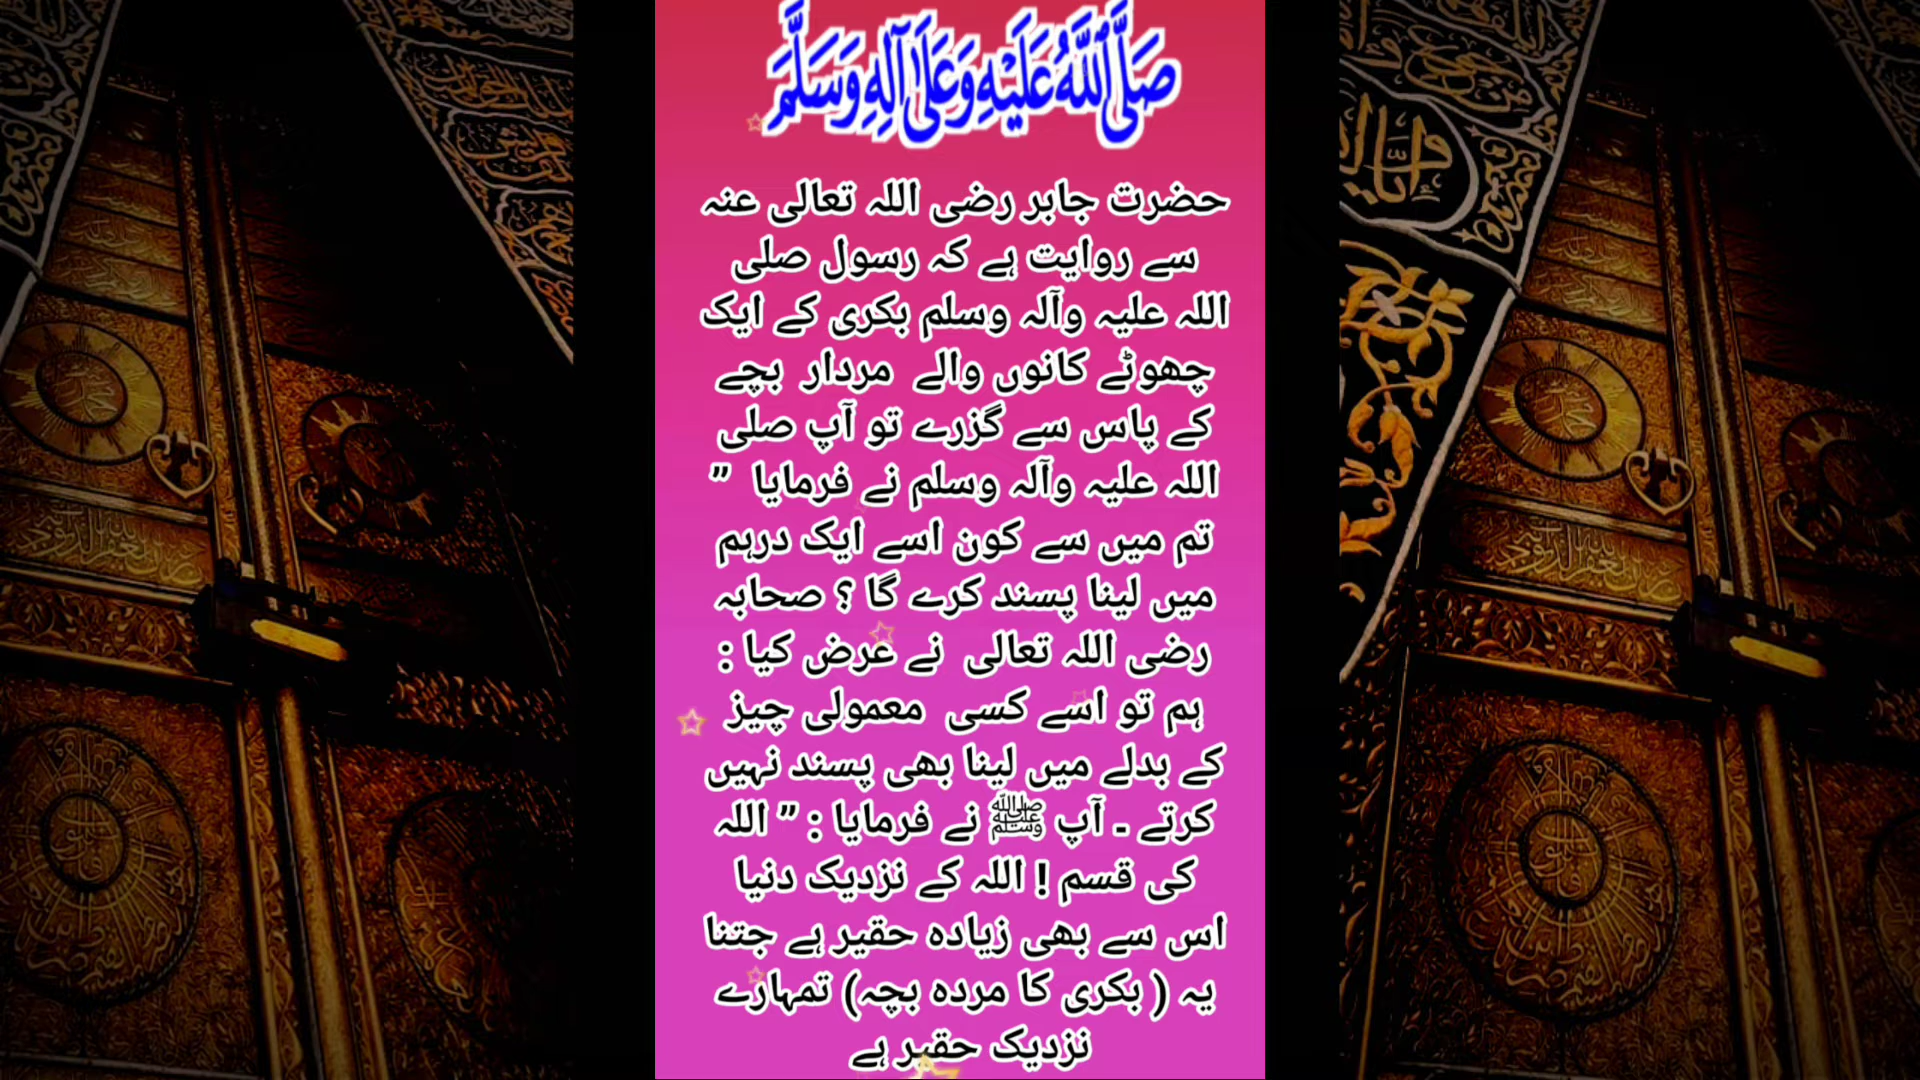 صَلَّى اللَّهُ عَلَيْهِ وَعَلَىٰ آلِهِ وَسَلَّمَ
حضرت جابر رضی اللہ تعالی عنہ
سے روایت ہے کہ رسول صلی
اللہ علیہ وآلہ وسلم بکری کے ایک
چھوٹے کانوں والے مردار بچے
کے پاس سے گزرے تو آپ صلی
اللہ علیہ وآلہ وسلم نے فرمایا ”
تم میں سے کون اسے ایک درہم
میں لینا پسند کرے گا ؟ صحابہ
رضی اللہ تعالی نے عرض کیا :
ہم تو اسے کسی معمولی چیز
کے بدلے میں لینا بھی پسند نہیں
کرتے ۔ آپ ﷺ نے فرمایا : ” اللہ
کی قسم ! اللہ کے نزدیک دنیا
اس سے بھی زیادہ حقیر ہے جتنا
یہ ( بکری کا مردہ بچہ) تمہارے
نزدیک حقیر ہے